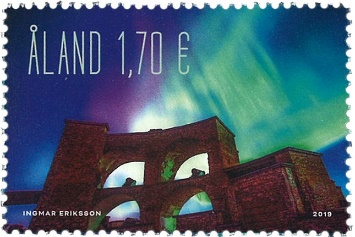 ÅLAND 1,70 €
INGMAR ERIKSSON
2019